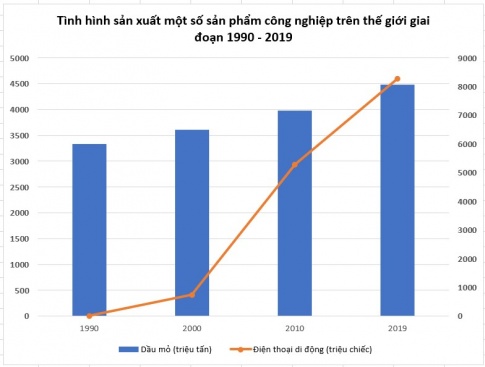 Tình hình sản xuất một số sản phẩm công nghiệp trên thế giới giai
đoạn 1990 - 2019
5000 9000
4500 8000
4000 7000
3500 6000
3000 5000
2500 4000
2000 3000
1500 2000
1000 1000
500
0 0
1990 2000 2010 2019
Dầu mỏ (triệu tấn) Điện thoại di động (triệu chiếc)